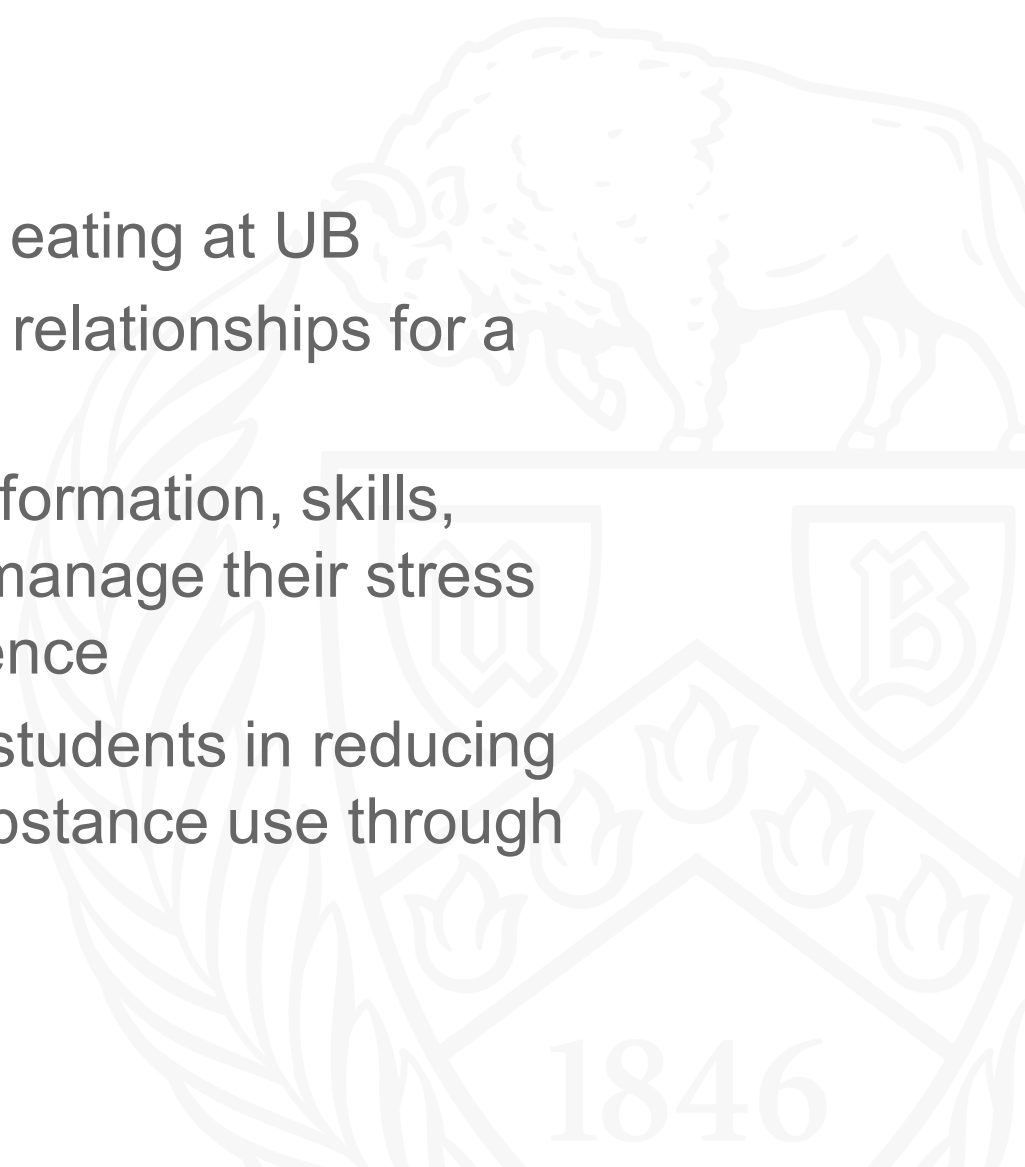 eating at UB
relationships for a
formation, skills,
manage their stress
ence
students in reducing
bstance use through
U B
1846